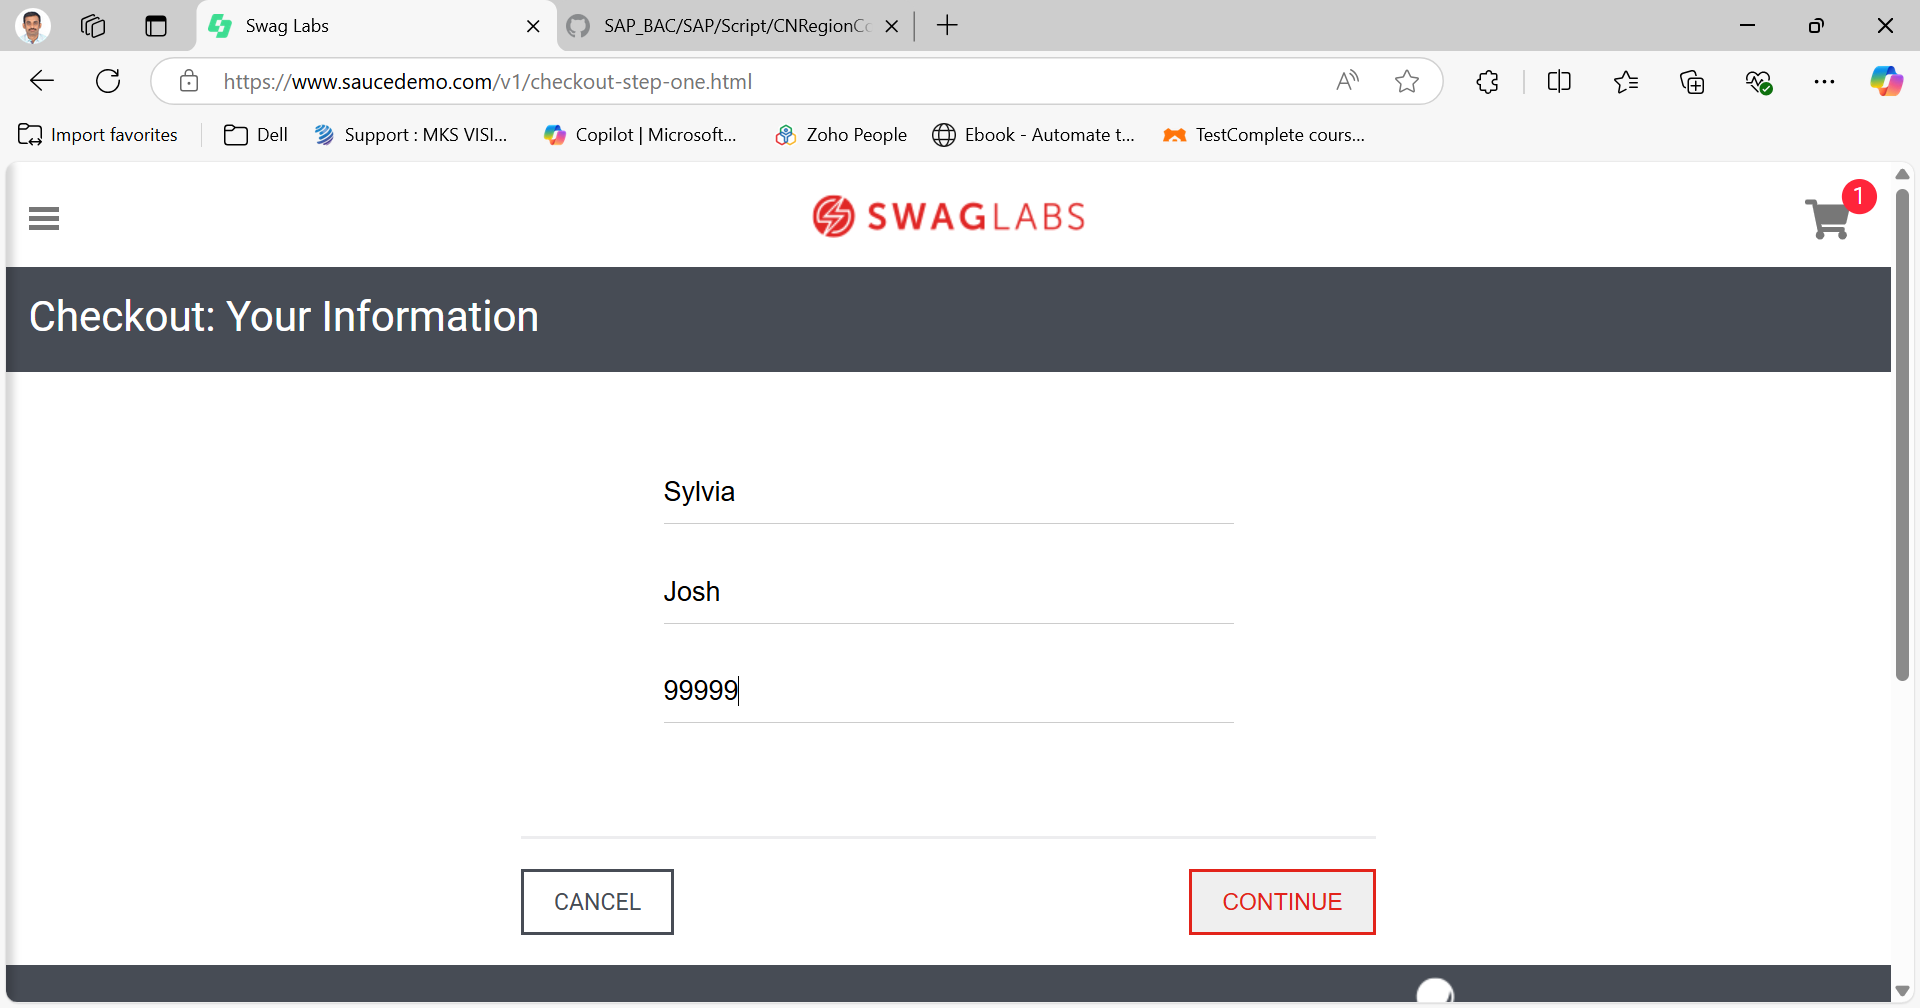 Swag Labs
SAP_BAC/SAP/Script/CNRegionCo
https://www.saucedemo.com/v1/checkout-step-one.html
Import favorites
Dell
Support : MKS VISI...
Copilot | Microsoft...
Zoho People
Ebook - Automate t...
TestComplete cours...
SWAGLABS
1
Checkout: Your Information
Sylvia
Josh
99999
CANCEL
CONTINUE